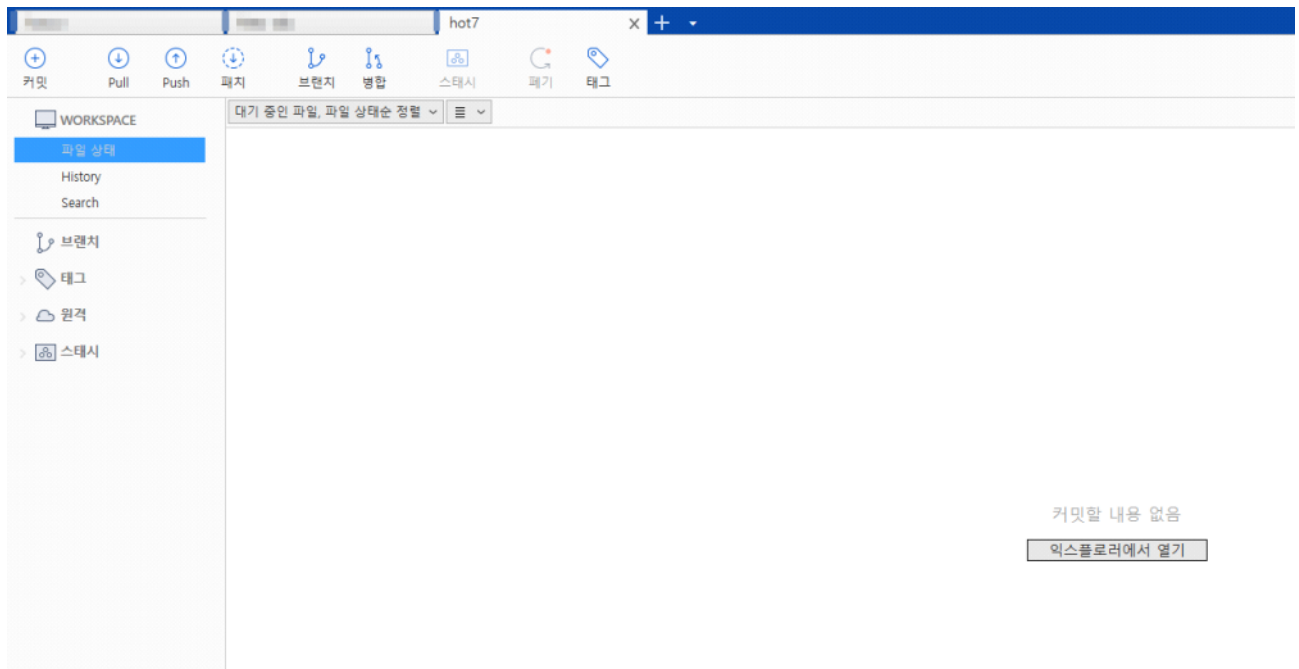 hot7
커밋 Pull Push 패치 브랜치 병합 스태시 폐기 태그
WORKSPACE
대기 중인 파일, 파일 상태순 정렬
파일 상태
History
Search
브랜치
태그
원격
스태시
커밋할 내용 없음
익스플로러에서 열기